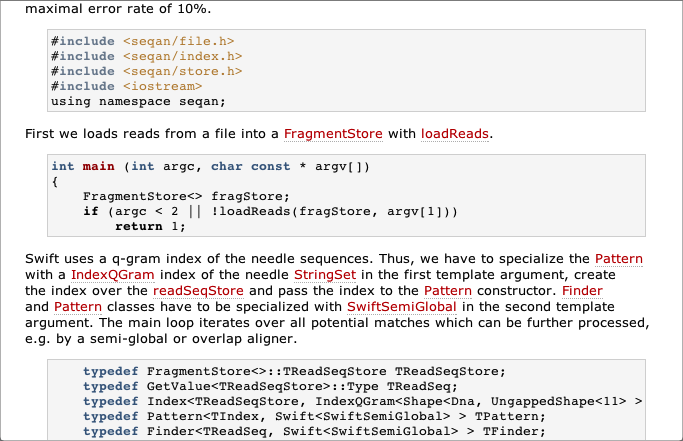 maximal error rate of 10%.
#include <seqan/file.h>
#include <seqan/index.h>
#include <seqan/store.h>
#include <iostream>
using namespace seqan;
First we loads reads from a file into a FragmentStore with loadReads.
int main (int argc, char const * argv[])
{
    FragmentStore<> fragStore;
    if (argc < 2 || !loadReads(fragStore, argv[1]))
        return 1;
Swift uses a q-gram index of the needle sequences. Thus, we have to specialize the Pattern
with a IndexQGram index of the needle StringSet in the first template argument, create
the index over the readSeqStore and pass the index to the Pattern constructor. Finder
and Pattern classes have to be specialized with SwiftSemiGlobal in the second template
argument. The main loop iterates over all potential matches which can be further processed,
e.g. by a semi-global or overlap aligner.
    typedef FragmentStore<>::TReadSeqStore TReadSeqStore;
    typedef GetValue<TReadSeqStore>::Type TReadSeq;
    typedef Index<TReadSeqStore, IndexQGram<Shape<Dna, UngappedShape<11> >
    typedef Pattern<TIndex, Swift<SwiftSemiGlobal> > TPattern;
    typedef Finder<TReadSeq, Swift<SwiftSemiGlobal> > TFinder;